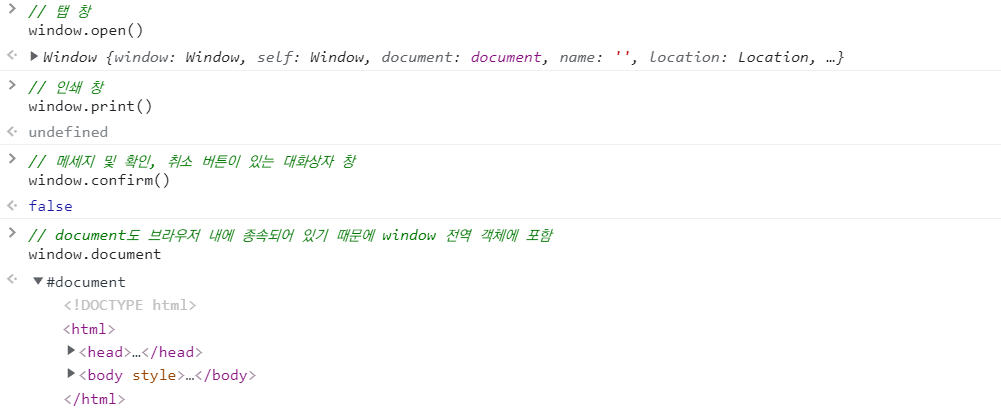 // 탭 창
window.open()
Window {window: Window, self: Window, document: document, name: '', location: Location, …}
// 인쇄 창
window.print()
undefined
// 메세지 및 확인, 취소 버튼이 있는 대화상자 창
window.confirm()
false
// document도 브라우저 내에 종속되어 있기 때문에 window 전역 객체에 포함
window.document
#document
<!DOCTYPE html>
<html>
<head>…</head>
<body style>…</body>
</html>